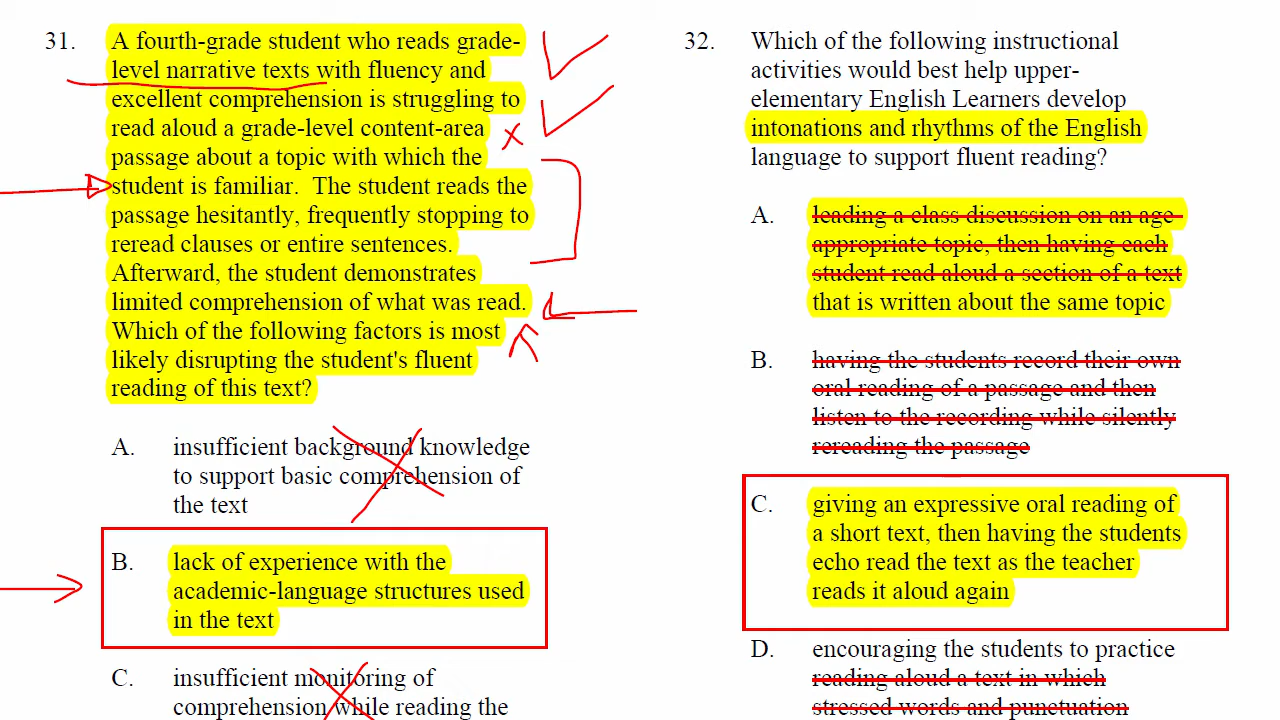 31. A fourth-grade student who reads grade-
level narrative texts with fluency and
excellent comprehension is struggling to
read aloud a grade-level content-area
passage about a topic with which the
student is familiar.  The student reads the
passage hesitantly, frequently stopping to
reread clauses or entire sentences.
Afterward, the student demonstrates
limited comprehension of what was read.
Which of the following factors is most
likely disrupting the student's fluent
reading of this text?
A. insufficient background knowledge
to support basic comprehension of
the text
B. lack of experience with the
academic-language structures used
in the text
C. insufficient monitoring of
comprehension while reading the
32. Which of the following instructional
activities would best help upper-
elementary English Learners develop
intonations and rhythms of the English
language to support fluent reading?
A. leading a class discussion on an age-
appropriate topic, then having each
student read aloud a section of a text
that is written about the same topic
B. having the students record their own
oral reading of a passage and then
listen to the recording while silently
rereading the passage
C. giving an expressive oral reading of
a short text, then having the students
echo read the text as the teacher
reads it aloud again
D. encouraging the students to practice
reading aloud a text in which
stressed words and punctuation